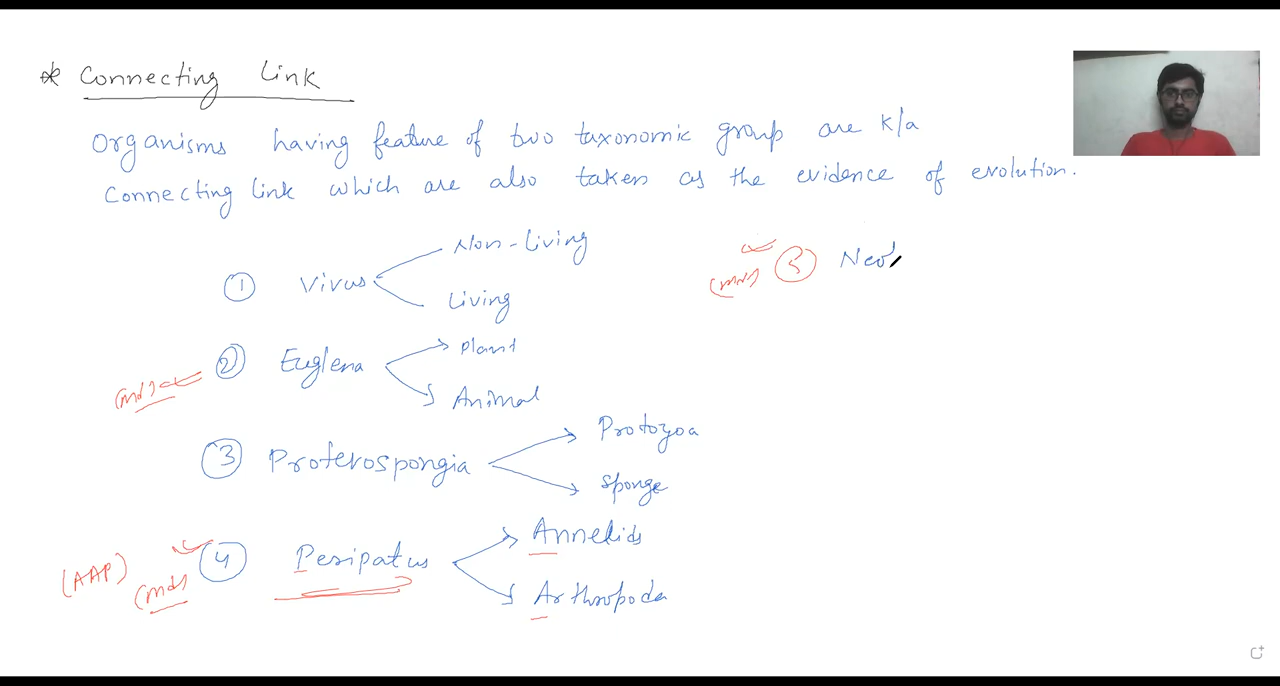 * Connecting Link
Organisms having feature of two taxonomic group are k/a
Connecting link which are also taken as the evidence of evolution.
① Virus
Non-Living
Living
② Euglena
Plant
Animal
③ Proterospongia
Protozoa
Sponge
(AAP)
④ Peripatus
Annelids
Arthropoda
⑤ Neo